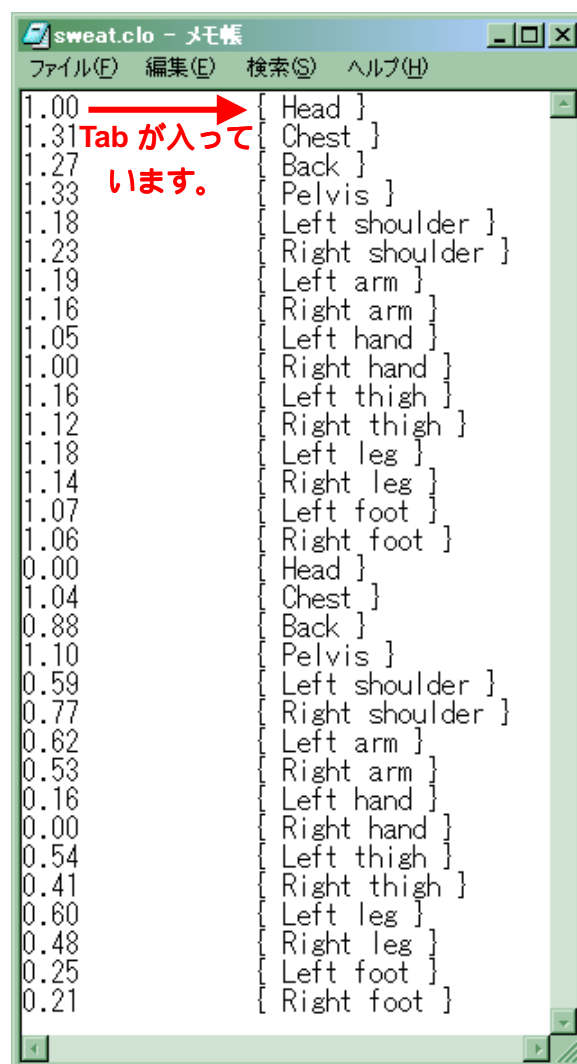 sweat.clo - メモ帳
ファイル(F) 編集(E) 検索(S) ヘルプ(H)
1.00 { Head }
1.31 { Chest }
Tab が入って
います。
1.27 { Back }
1.33 { Pelvis }
1.18 { Left shoulder }
1.23 { Right shoulder }
1.19 { Left arm }
1.16 { Right arm }
1.05 { Left hand }
1.00 { Right hand }
1.16 { Left thigh }
1.12 { Right thigh }
1.18 { Left leg }
1.14 { Right leg }
1.07 { Left foot }
1.06 { Right foot }
0.00 { Head }
1.04 { Chest }
0.88 { Back }
1.10 { Pelvis }
0.59 { Left shoulder }
0.77 { Right shoulder }
0.62 { Left arm }
0.53 { Right arm }
0.16 { Left hand }
0.00 { Right hand }
0.54 { Left thigh }
0.41 { Right thigh }
0.60 { Left leg }
0.48 { Right leg }
0.25 { Left foot }
0.21 { Right foot }